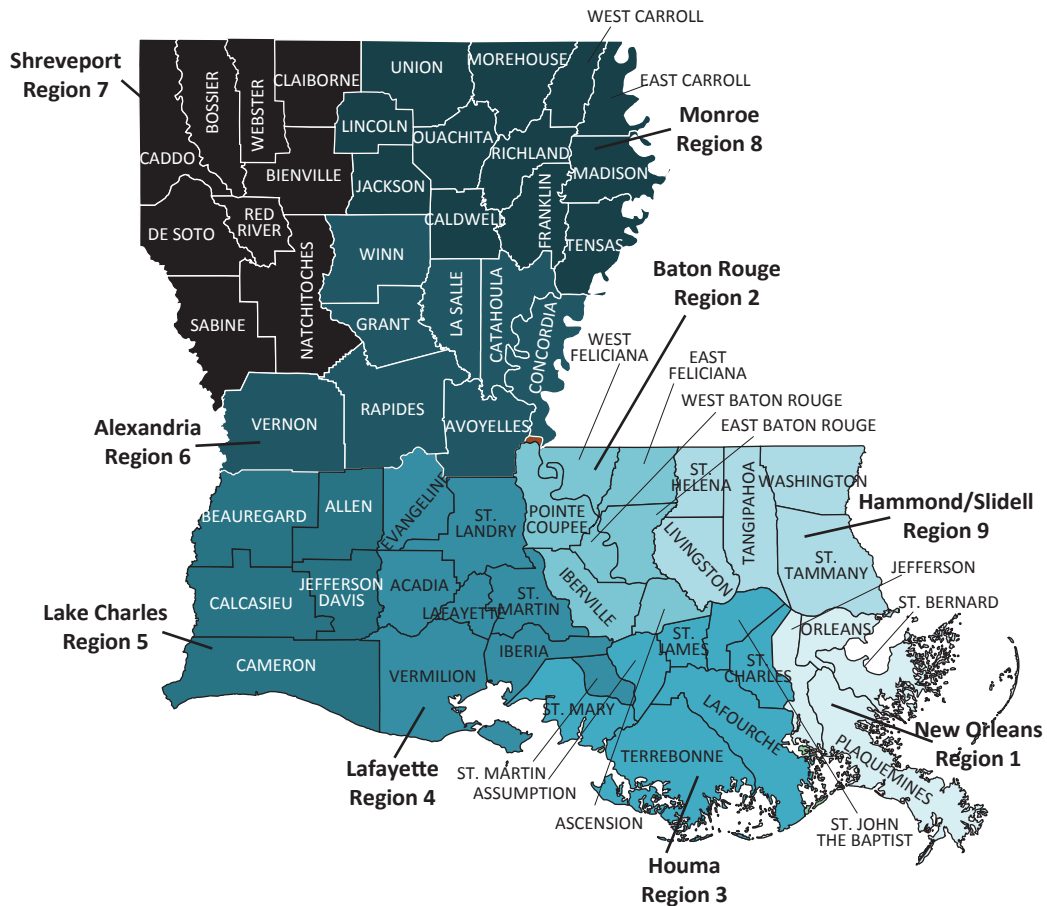 WEST CARROLL
Shreveport
Region 7
CLAIBORNE
UNION
MOREHOUSE
EAST CARROLL
BOSSIER
WEBSTER
Monroe
Region 8
LINCOLN
OUACHITA
RICHLAND
CADDO
BIENVILLE
JACKSON
MADISON
FRANKLIN
RED
RIVER
CALDWELL
DE SOTO
TENSAS
WINN
NATCHITOCHES
LA SALLE
CATAHOULA
CONCORDIA
Baton Rouge
Region 2
SABINE
GRANT
WEST
FELICIANA
EAST
FELICIANA
WEST BATON ROUGE
EAST BATON ROUGE
RAPIDES
VERNON
AVOYELLES
Alexandria
Region 6
ST.
HELENA
TANGIPAHOA
WASHINGTON
EVANGELINE
Hammond/Slidell
Region 9
ALLEN
BEAUREGARD
ST.
LANDRY
POINTE
COUPEE
LIVINGSTON
ST.
TAMMANY
JEFFERSON
ACADIA
JEFFERSON
DAVIS
CALCASIEU
IBERVILLE
ST.
MARTIN
LAFAYETTE
ST. BERNARD
Lake Charles
Region 5
ORLEANS
ST.
JAMES
IBERIA
ST.
CHARLES
CAMERON
VERMILION
ST. MARY
LAFOURCHE
New Orleans
Region 1
PLAQUEMINES
TERREBONNE
Lafayette
Region 4
ST. MARTIN
ASSUMPTION
ASCENSION
ST. JOHN
THE BAPTIST
Houma
Region 3